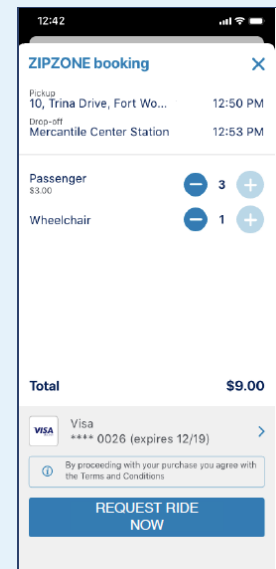 12:42
ZIPZONE booking
Pickup
10, Trina Drive, Fort Wo... 12:50 PM
Drop-off
Mercantile Center Station 12:53 PM
Passenger
$3.00
3
Wheelchair
1
Total $9.00
VISA
Visa
**** 0026 (expires 12/19)
By proceeding with your purchase you agree with
the Terms and Conditions
REQUEST RIDE
NOW